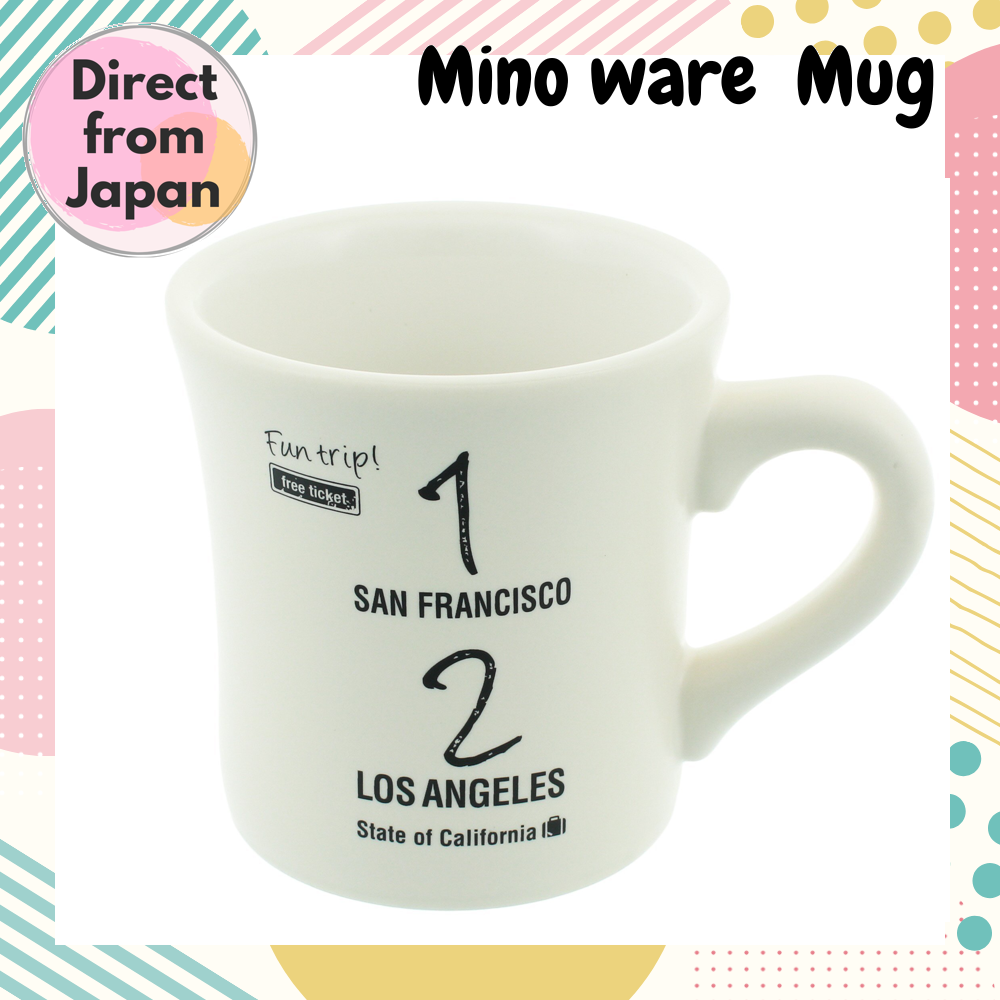 Direct
from
Japan
Mino ware Mug
Fun trip!
free ticket
1
SAN FRANCISCO
2
LOS ANGELES
State of California